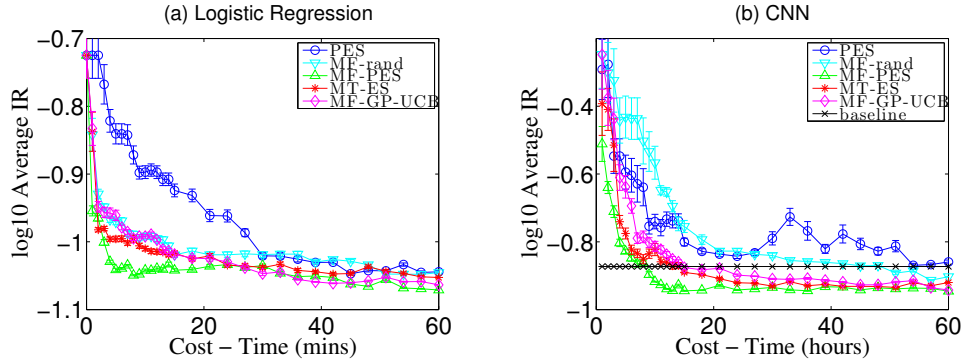 (a) Logistic Regression
−0.7
−0.8
−0.9
−1
−1.1
log10 Average IR
0
20
40
60
Cost − Time (mins)
PES
MF-rand
MF-PES
MT-ES
MF-GP-UCB
(b) CNN
−0.4
−0.6
−0.8
−1
log10 Average IR
0
20
40
60
Cost − Time (hours)
PES
MF-rand
MF-PES
MT-ES
MF-GP-UCB
baseline